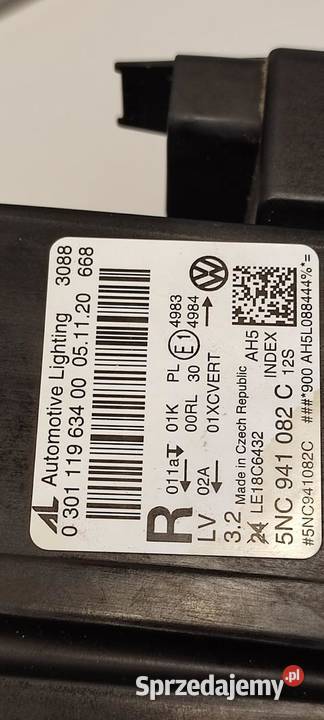 AL Automotive Lighting 3088
0 301 119 634 00 05.11.20 668
R 011a 01K PL 4983
00RL 30 E1 4984
LV 02A 01XCVERT
3.2 Made in Czech Republic AH5
LE18C6432 INDEX
5NC 941 082 C 12S
#5NC941082C ###*900 AH5L088444%*=
Sprzedajemy.pl